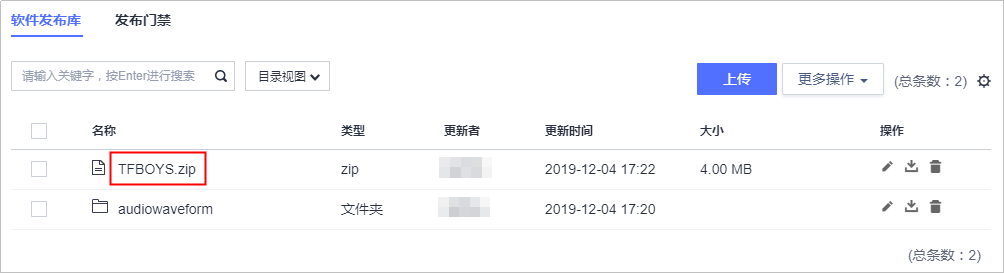 软件发布库 发布门禁
请输入关键字，按Enter进行搜索 目录视图 上传 更多操作 (总条数：2)
名称 类型 更新者 更新时间 大小 操作
TFBOYS.zip zip 2019-12-04 17:22 4.00 MB
audiowaveform 文件夹 2019-12-04 17:20
(总条数：2)